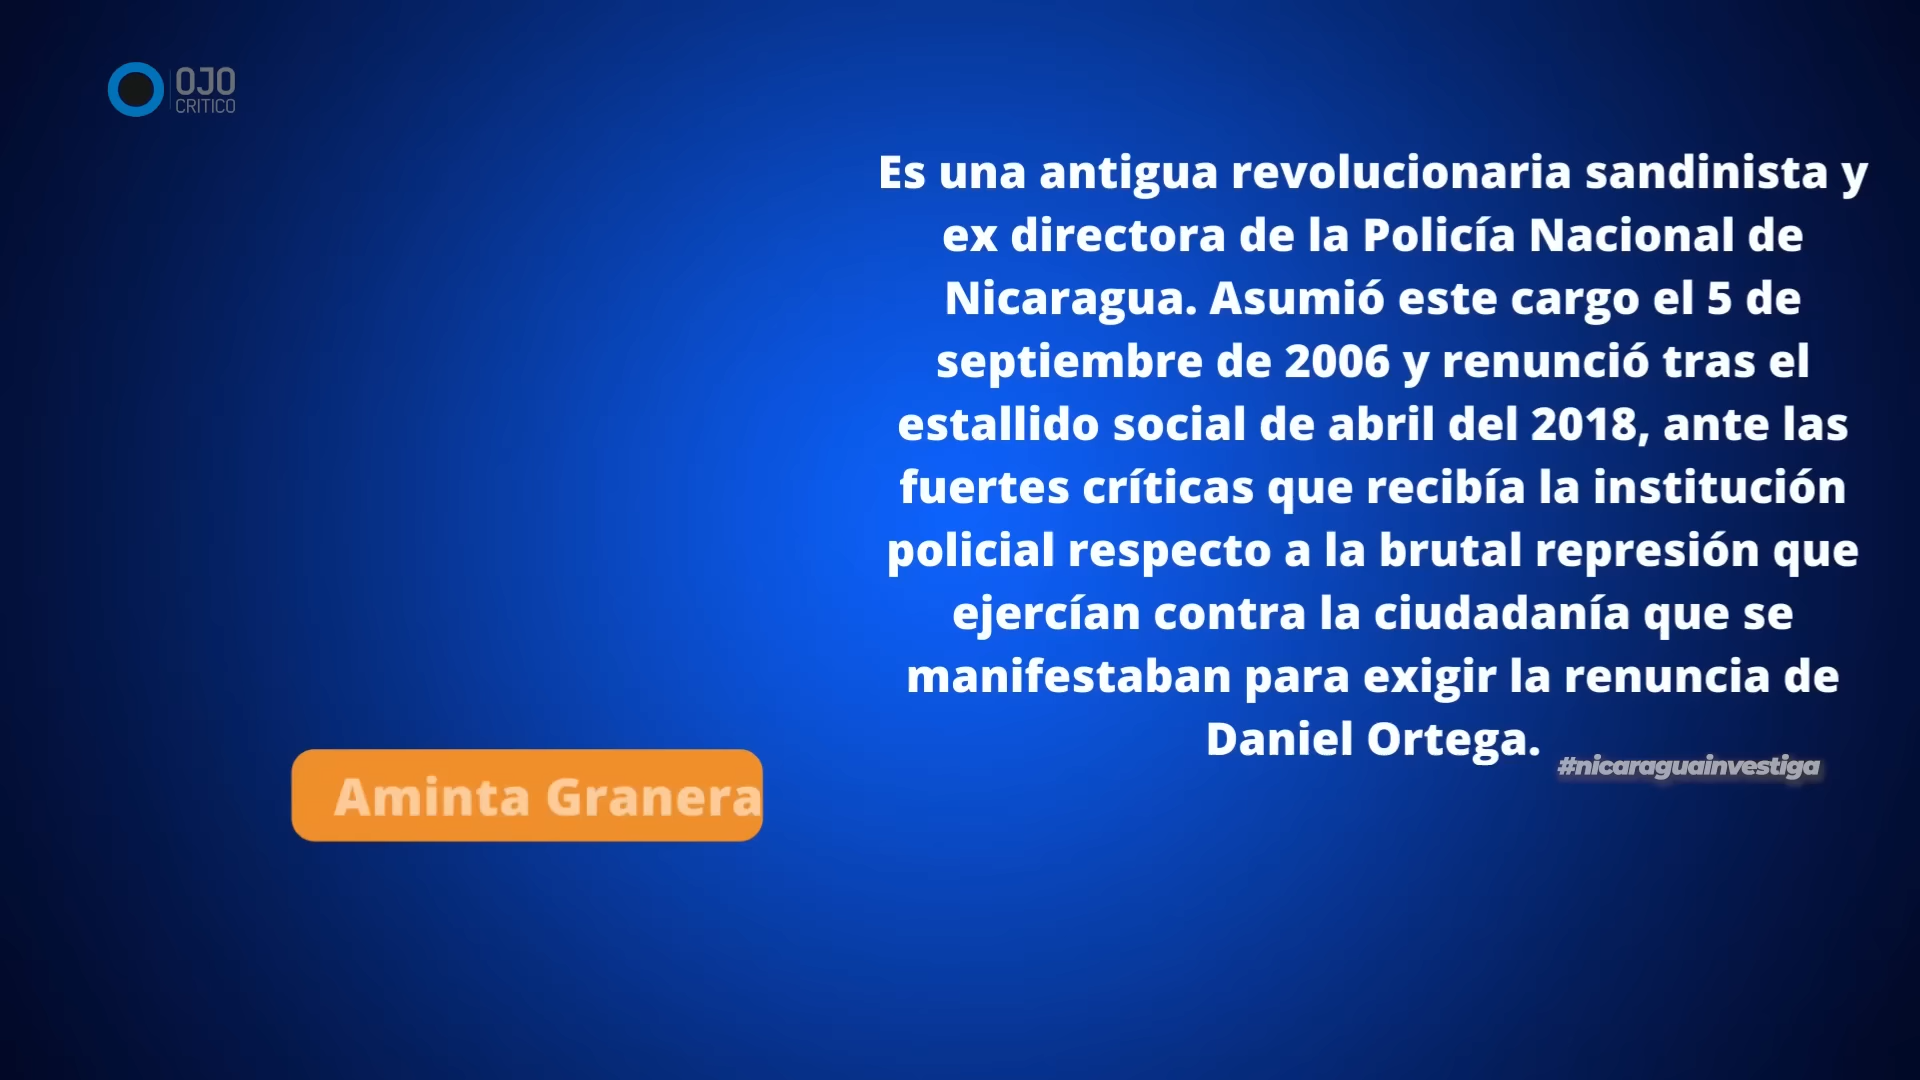 OJO
CRITICO
Es una antigua revolucionaria sandinista y
ex directora de la Policía Nacional de
Nicaragua. Asumió este cargo el 5 de
septiembre de 2006 y renunció tras el
estallido social de abril del 2018, ante las
fuertes críticas que recibía la institución
policial respecto a la brutal represión que
ejercían contra la ciudadanía que se
manifestaban para exigir la renuncia de
Daniel Ortega.
#nicaraguainvestiga
Aminta Granera